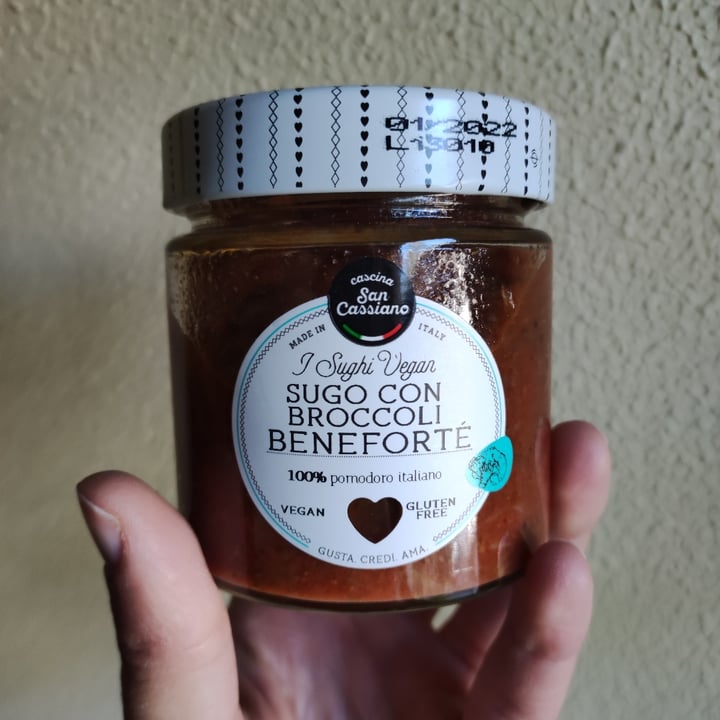 01/2022
cascina
San
Cassiano
MADE IN ITALY
I Sughi Vegan
SUGO CON
BROCCOLI
BENEFORTÉ
100% pomodoro italiano
VEGAN
GLUTEN
FREE
GUSTA. CREDI. AMA.